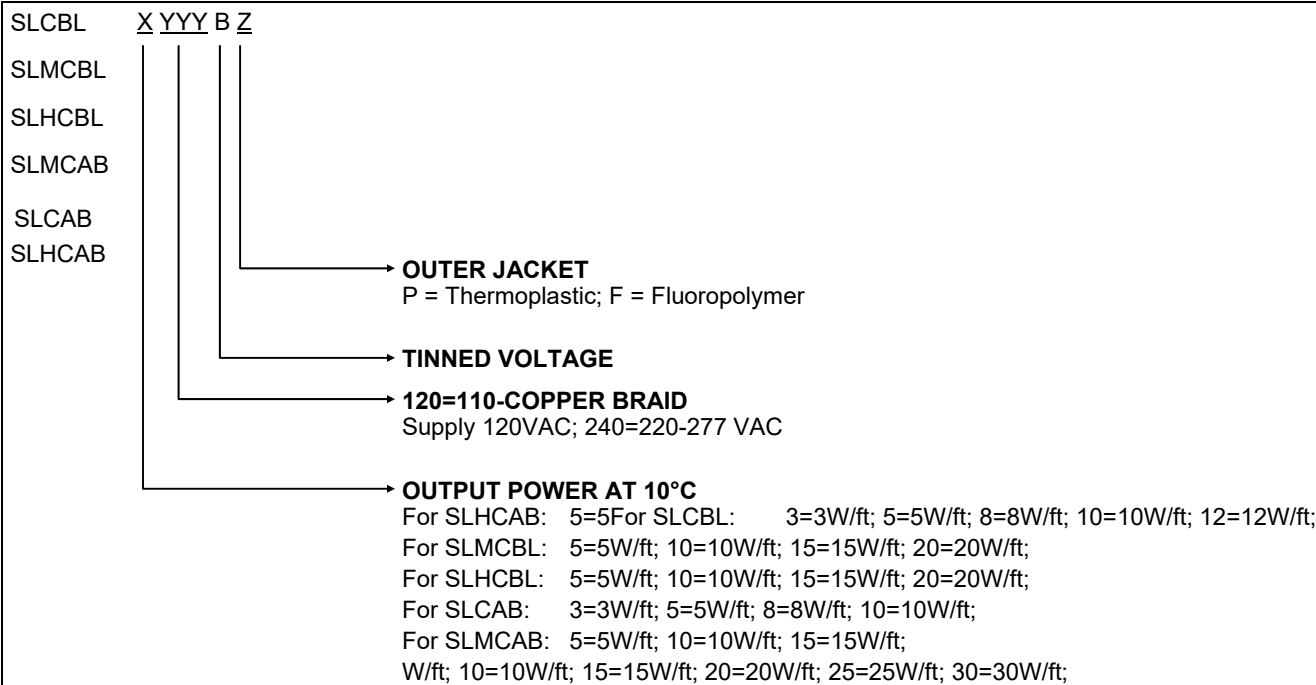 SLCBL X YYY B Z
SLMCBL
SLHCBL
SLMCAB
SLCAB
SLHCAB
OUTER JACKET
P = Thermoplastic; F = Fluoropolymer
TINNED VOLTAGE
120=110-COPPER BRAID
Supply 120VAC; 240=220-277 VAC
OUTPUT POWER AT 10°C
For SLHCAB: 5=5For SLCBL: 3=3W/ft; 5=5W/ft; 8=8W/ft; 10=10W/ft; 12=12W/ft;
For SLMCBL: 5=5W/ft; 10=10W/ft; 15=15W/ft; 20=20W/ft;
For SLHCBL: 5=5W/ft; 10=10W/ft; 15=15W/ft; 20=20W/ft;
For SLCAB: 3=3W/ft; 5=5W/ft; 8=8W/ft; 10=10W/ft;
For SLMCAB: 5=5W/ft; 10=10W/ft; 15=15W/ft;
W/ft; 10=10W/ft; 15=15W/ft; 20=20W/ft; 25=25W/ft; 30=30W/ft;